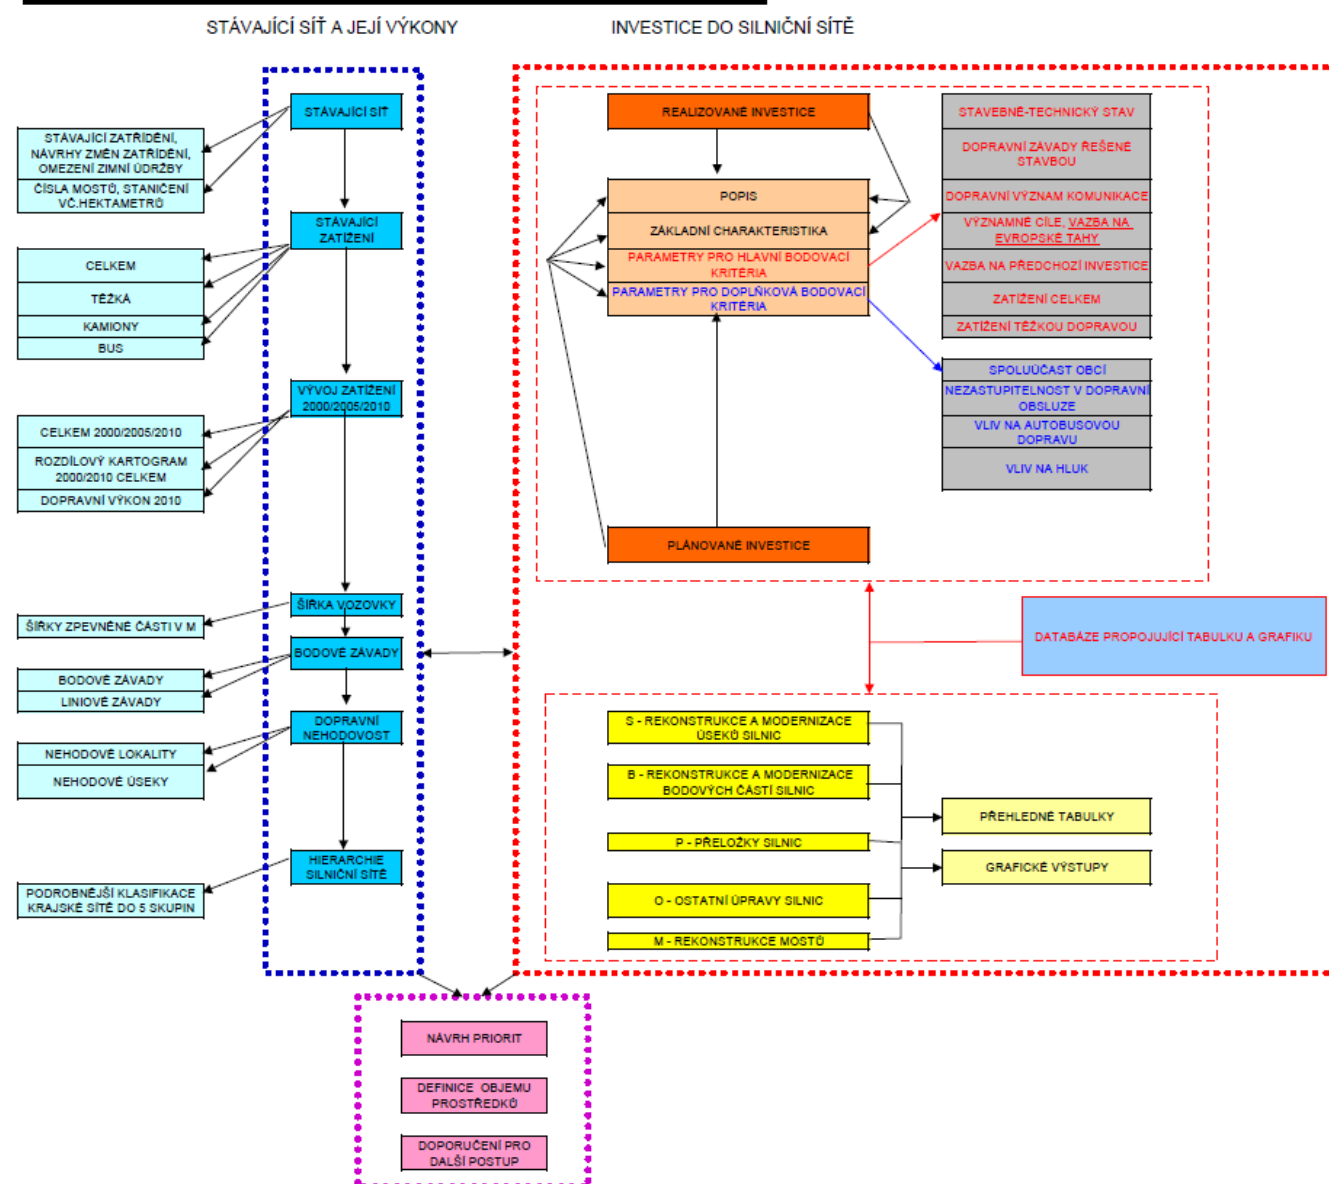 STÁVAJÍCÍ SÍŤ A JEJÍ VÝKONY
INVESTICE DO SILNIČNÍ SÍTĚ
STÁVAJÍCÍ SÍŤ
STÁVAJÍCÍ ZATŘÍDĚNÍ,
NÁVRHY ZMĚN ZATŘÍDĚNÍ,
OMEZENÍ ZIMNÍ ÚDRŽBY
ČÍSLA MOSTŮ, STANIČENÍ
VČ.HEKTAMETRŮ
STÁVAJÍCÍ
ZATÍŽENÍ
CELKEM
TĚŽKÁ
KAMIONY
BUS
VÝVOJ ZATÍŽENÍ
2000/2005/2010
CELKEM 2000/2005/2010
ROZDÍLOVÝ KARTOGRAM
2000/2010 CELKEM
DOPRAVNÍ VÝKON 2010
ŠÍŘKA VOZOVKY
ŠÍŘKY ZPEVNĚNÉ ČÁSTI V M
BODOVÉ ZÁVADY
BODOVÉ ZÁVADY
LINIOVÉ ZÁVADY
DOPRAVNÍ
NEHODOVOST
NEHODOVÉ LOKALITY
NEHODOVÉ ÚSEKY
HIERARCHIE
SILNIČNÍ SÍTĚ
PODROBNĚJŠÍ KLASIFIKACE
KRAJSKÉ SÍTĚ DO 5 SKUPIN
REALIZOVANÉ INVESTICE
POPIS
ZÁKLADNÍ CHARAKTERISTIKA
PARAMETRY PRO HLAVNÍ BODOVACÍ
KRITÉRIA
PARAMETRY PRO DOPLŇKOVÁ BODOVACÍ
KRITÉRIA
PLÁNOVANÉ INVESTICE
STAVEBNĚ-TECHNICKÝ STAV
DOPRAVNÍ ZÁVADY ŘEŠENÉ
STAVBOU
DOPRAVNÍ VÝZNAM KOMUNIKACE
VÝZNAMNÉ CÍLE, VAZBA NA
EVROPSKÉ TAHY
VAZBA NA PŘEDCHOZÍ INVESTICE
ZATÍŽENÍ CELKEM
ZATÍŽENÍ TĚŽKOU DOPRAVOU
SPOLUÚČAST OBCÍ
NEZASTUPITELNOST V DOPRAVNÍ
OBSLUZE
VLIV NA AUTOBUSOVOU
DOPRAVU
VLIV NA HLUK
DATABÁZE PROPOJUJÍCÍ TABULKU A GRAFIKU
S - REKONSTRUKCE A MODERNIZACE
ÚSEKŮ SILNIC
B - REKONSTRUKCE A MODERNIZACE
BODOVÝCH ČÁSTÍ SILNIC
P - PŘELOŽKY SILNIC
O - OSTATNÍ ÚPRAVY SILNIC
M - REKONSTRUKCE MOSTŮ
PŘEHLEDNÉ TABULKY
GRAFICKÉ VÝSTUPY
NÁVRH PRIORIT
DEFINICE OBJEMU
PROSTŘEDKŮ
DOPORUČENÍ PRO
DALŠÍ POSTUP